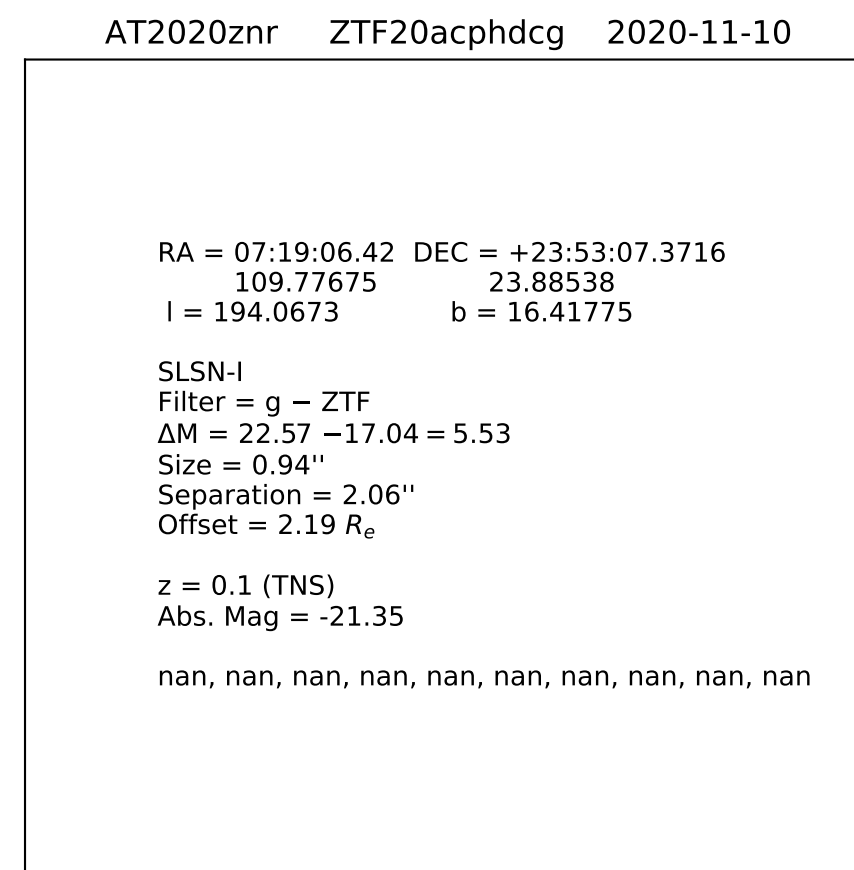 AT2020znr ZTF20acphdcg 2020-11-10
RA = 07:19:06.42 DEC = +23:53:07.3716
109.77675 23.88538
l = 194.0673 b = 16.41775
SLSN-I
Filter = g − ZTF
ΔM = 22.57 −17.04 = 5.53
Size = 0.94''
Separation = 2.06''
Offset = 2.19 Rₑ
z = 0.1 (TNS)
Abs. Mag = -21.35
nan, nan, nan, nan, nan, nan, nan, nan, nan, nan